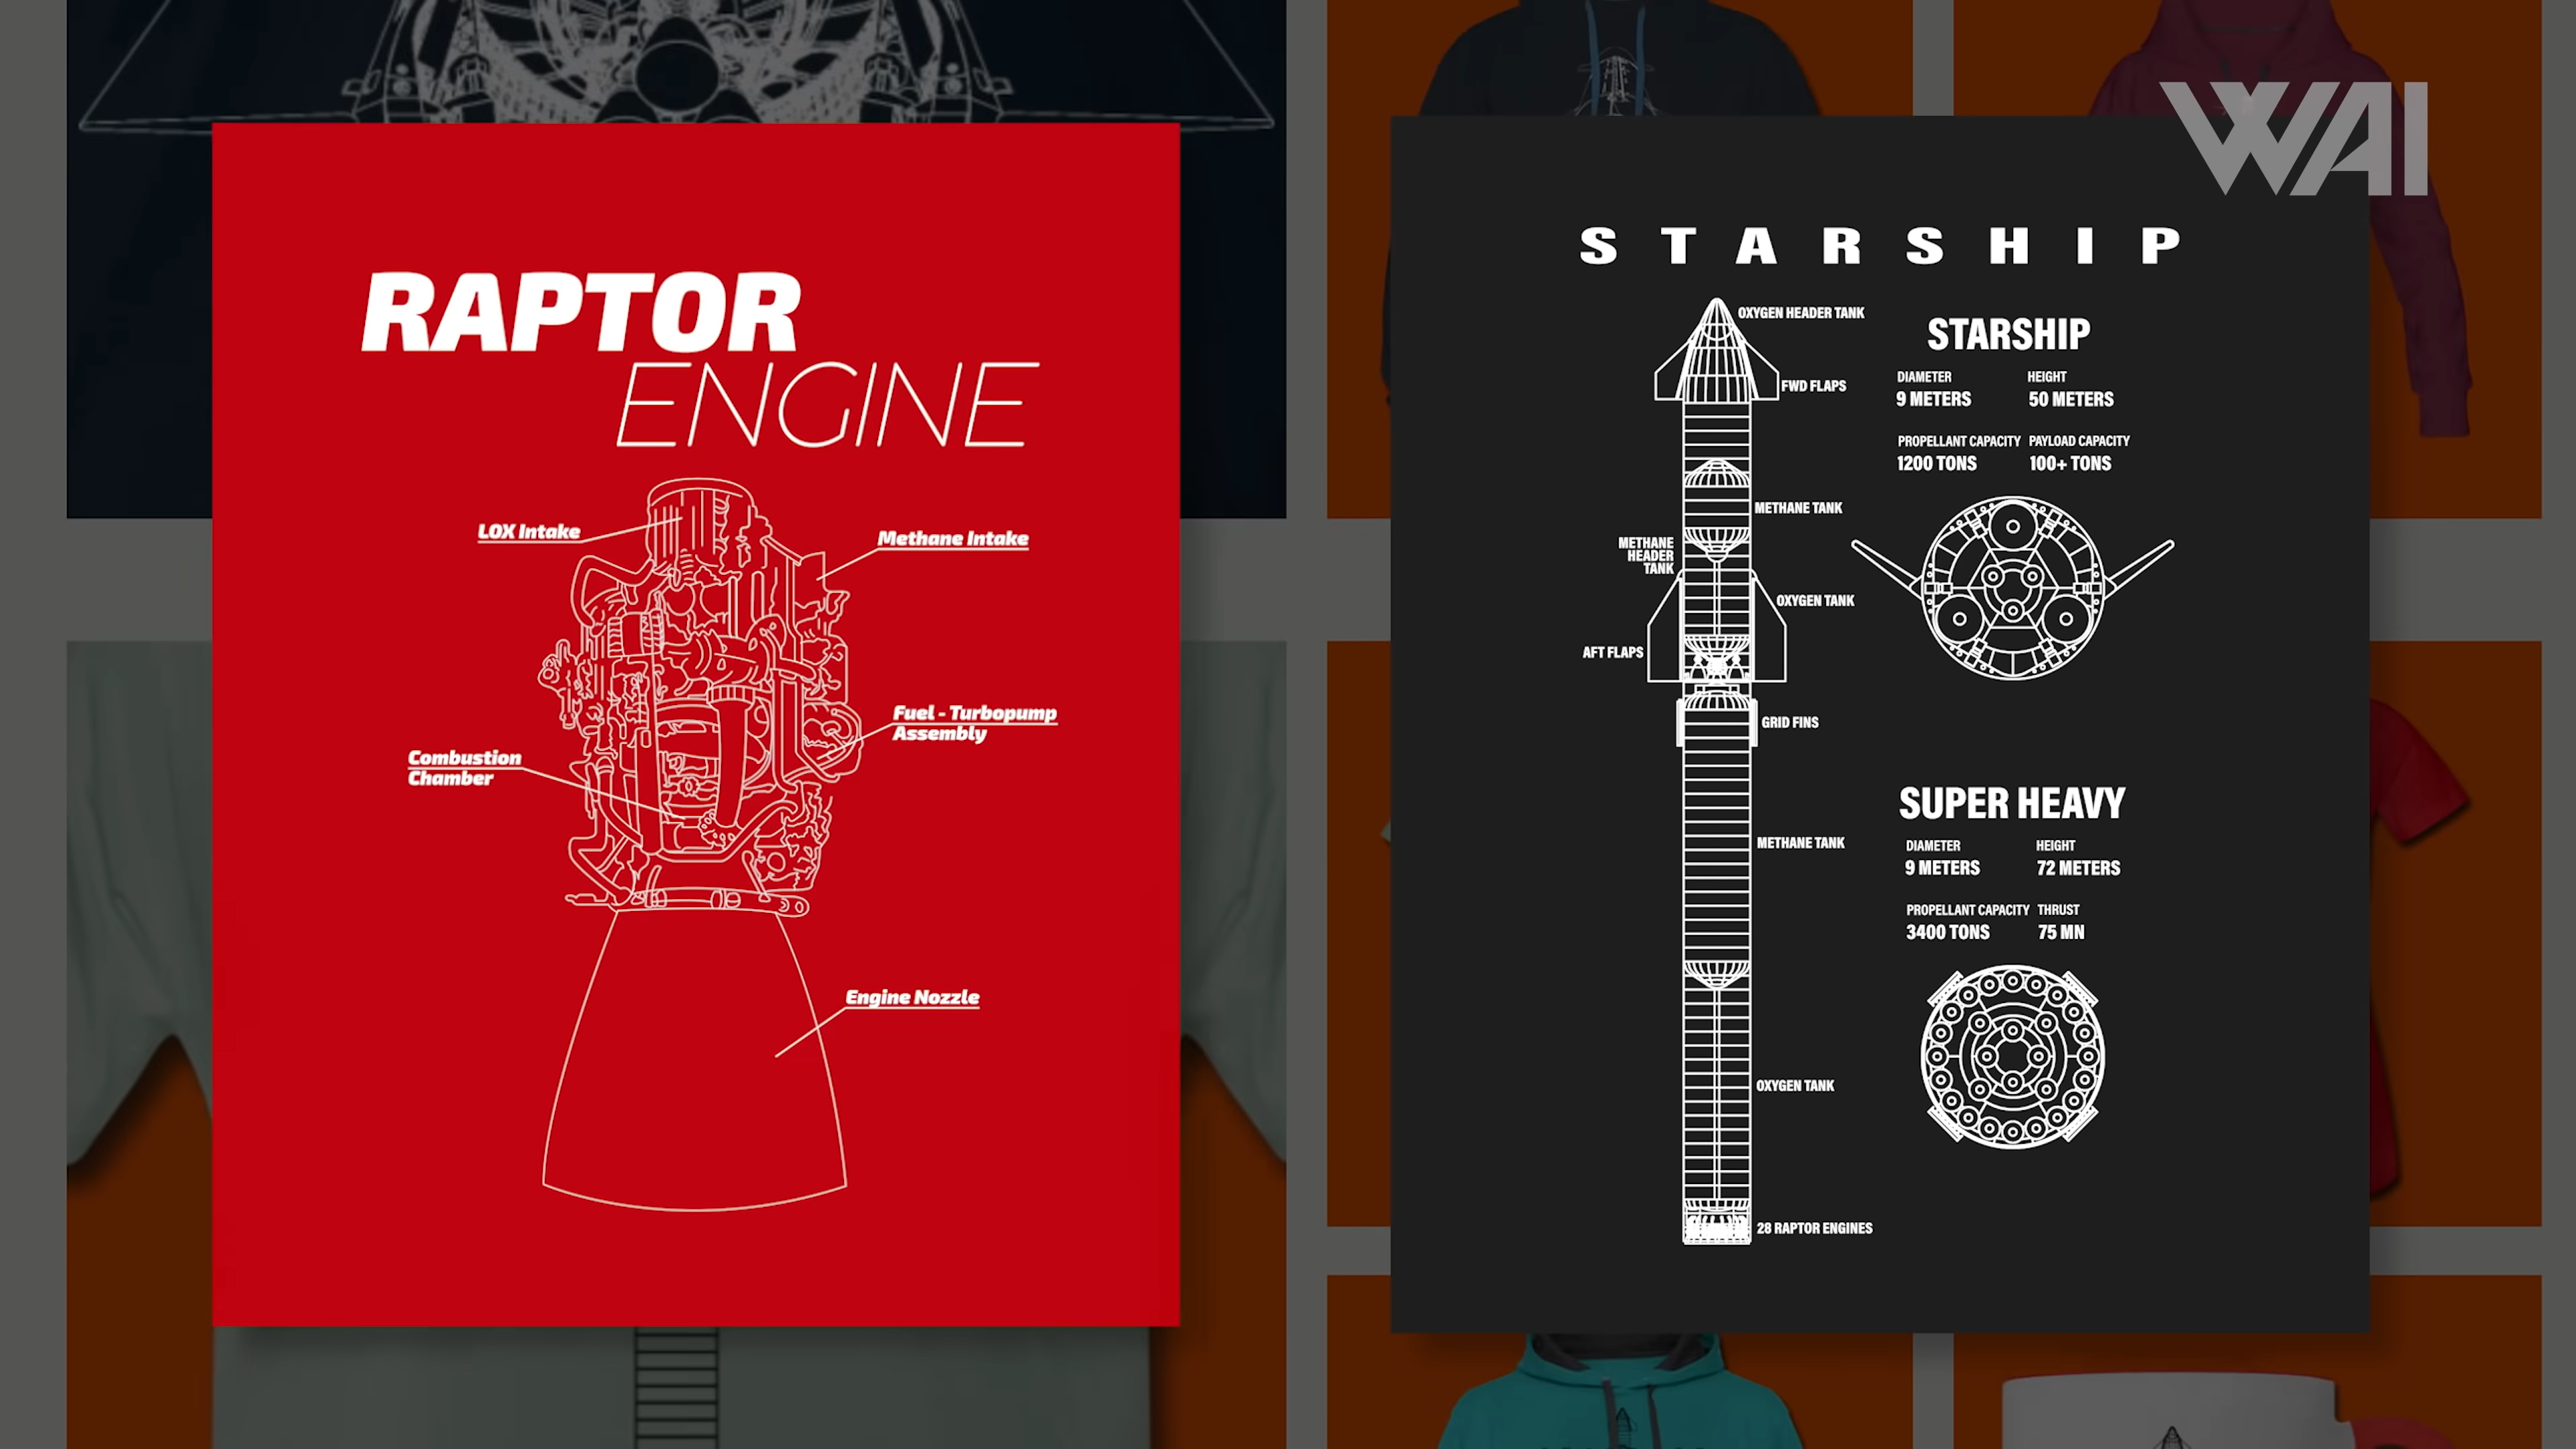 WAI
RAPTOR
ENGINE
LOX Intake
Methane Intake
Fuel - Turbopump
Assembly
Combustion
Chamber
Engine Nozzle
STARSHIP
OXYGEN HEADER TANK
FWD FLAPS
METHANE TANK
METHANE
HEADER
TANK
OXYGEN TANK
AFT FLAPS
GRID FINS
METHANE TANK
OXYGEN TANK
28 RAPTOR ENGINES
STARSHIP
DIAMETER HEIGHT
9 METERS 50 METERS
PROPELLANT CAPACITY PAYLOAD CAPACITY
1200 TONS 100+ TONS
SUPER HEAVY
DIAMETER HEIGHT
9 METERS 72 METERS
PROPELLANT CAPACITY THRUST
3400 TONS 75 MN